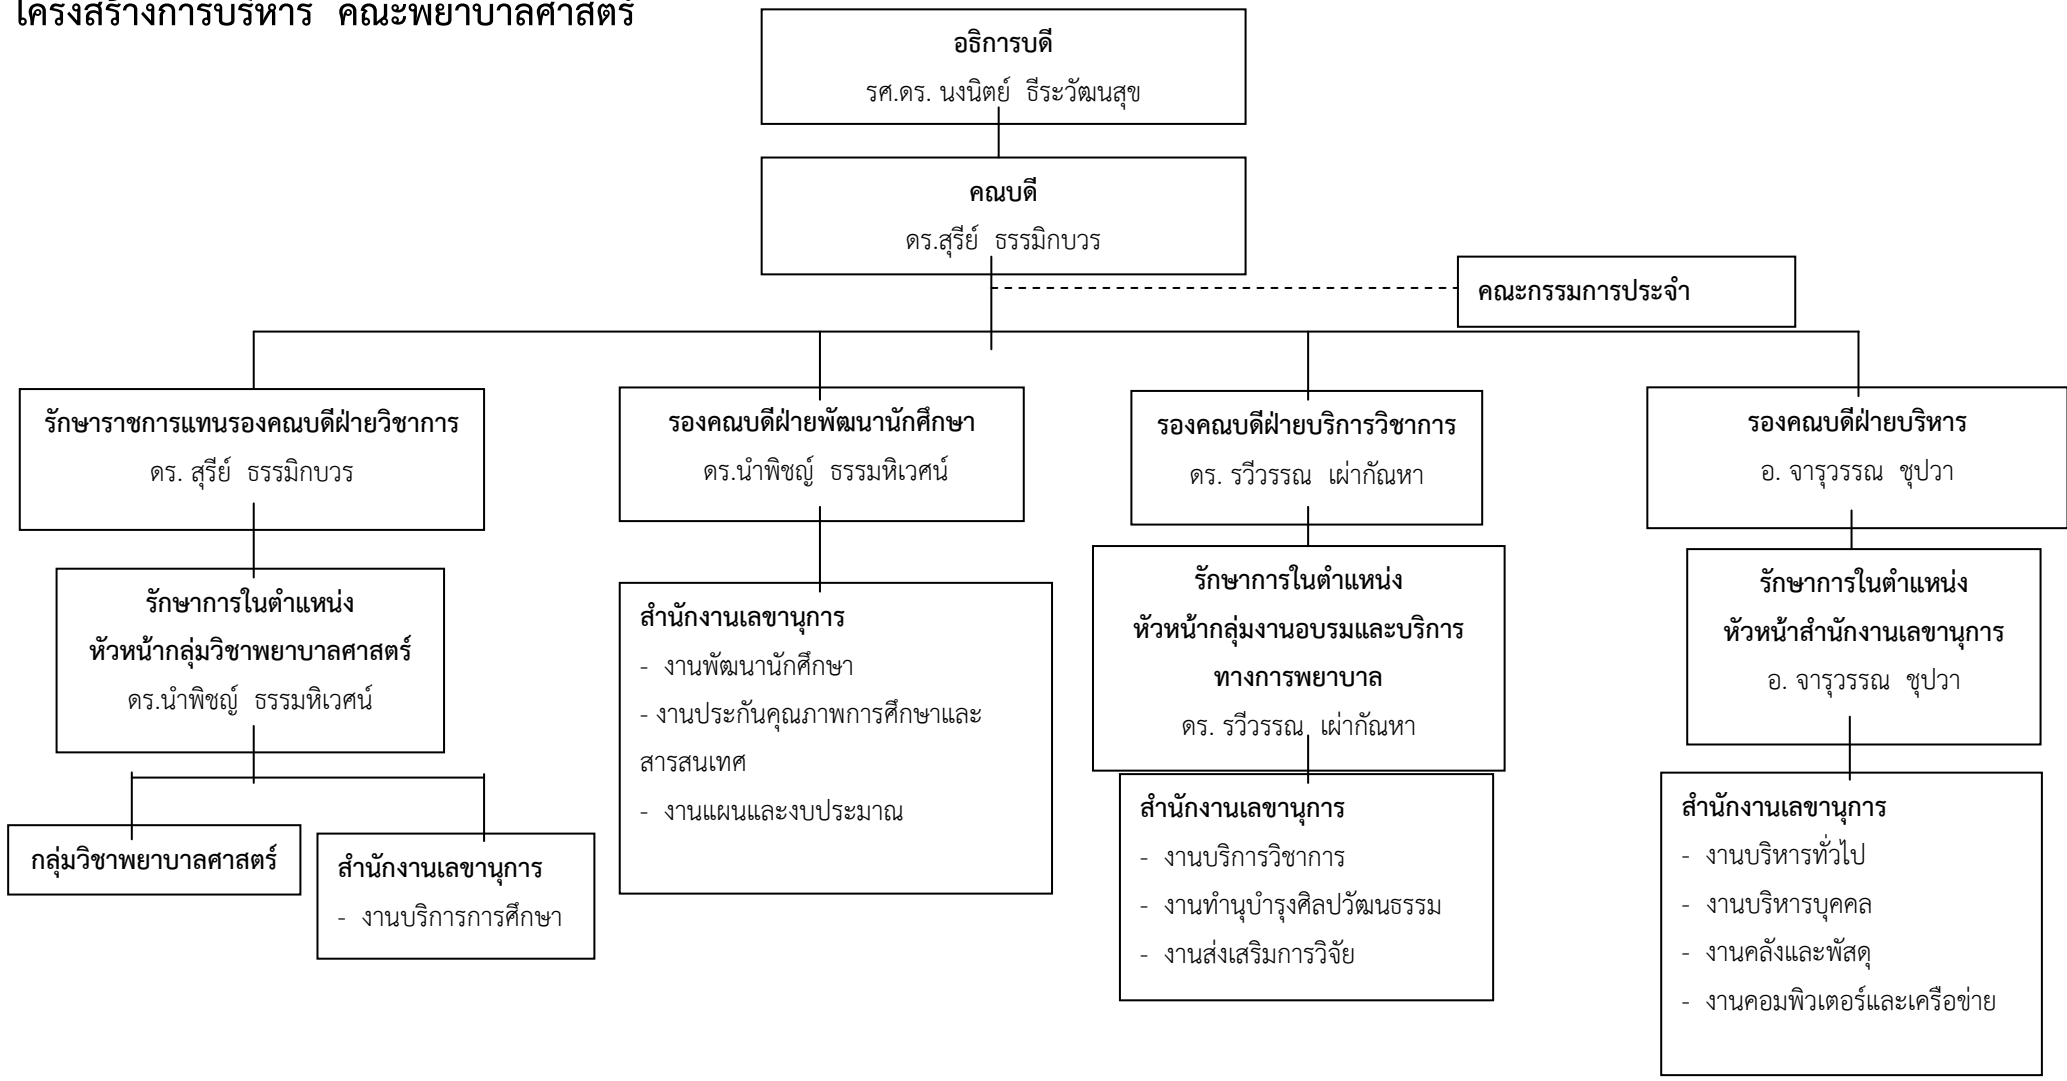 โครงสร้างการบริหาร คณะพยาบาลศาสตร์
อธิการบดี
รศ.ดร. นงนิตย์ ธีระวัฒนสุข
คณบดี
ดร.สุรีย์ ธรรมิกบวร
คณะกรรมการประจำ
รักษาราชการแทนรองคณบดีฝ่ายวิชาการ
ดร. สุรีย์ ธรรมิกบวร
รักษาการในตำแหน่ง
หัวหน้ากลุ่มวิชาพยาบาลศาสตร์
ดร.นำพิชญ์ ธรรมหิเวศน์
กลุ่มวิชาพยาบาลศาสตร์
สำนักงานเลขานุการ
- งานบริการการศึกษา
รองคณบดีฝ่ายพัฒนานักศึกษา
ดร.นำพิชญ์ ธรรมหิเวศน์
สำนักงานเลขานุการ
- งานพัฒนานักศึกษา
- งานประกันคุณภาพการศึกษาและ
สารสนเทศ
- งานแผนและงบประมาณ
รองคณบดีฝ่ายบริการวิชาการ
ดร. รวีวรรณ เผ่ากัณหา
รักษาการในตำแหน่ง
หัวหน้ากลุ่มงานอบรมและบริการ
ทางการพยาบาล
ดร. รวีวรรณ เผ่ากัณหา
สำนักงานเลขานุการ
- งานบริการวิชาการ
- งานทำนุบำรุงศิลปวัฒนธรรม
- งานส่งเสริมการวิจัย
รองคณบดีฝ่ายบริหาร
อ. จารุวรรณ ชุปวา
รักษาการในตำแหน่ง
หัวหน้าสำนักงานเลขานุการ
อ. จารุวรรณ ชุปวา
สำนักงานเลขานุการ
- งานบริหารทั่วไป
- งานบริหารบุคคล
- งานคลังและพัสดุ
- งานคอมพิวเตอร์และเครือข่าย